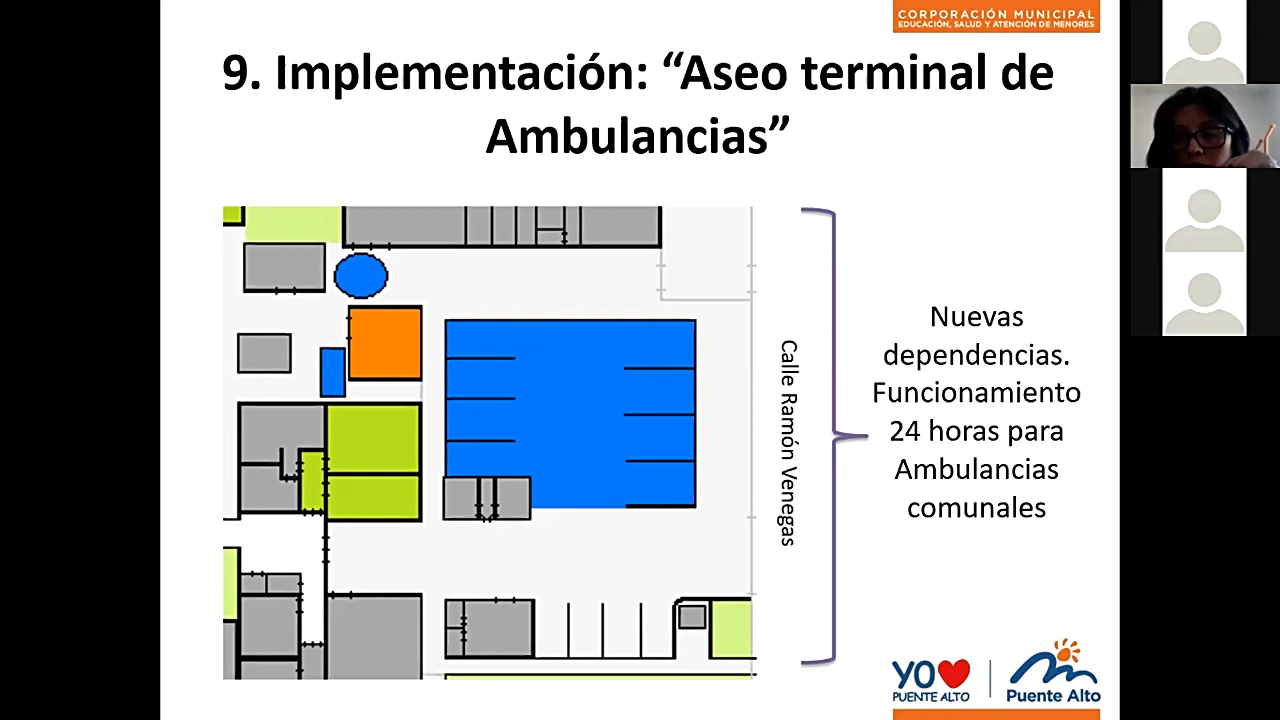 CORPORACIÓN MUNICIPAL
EDUCACIÓN, SALUD Y ATENCIÓN DE MENORES
9. Implementación: “Aseo terminal de
Ambulancias”
Calle Ramón Venegas
Nuevas
dependencias.
Funcionamiento
24 horas para
Ambulancias
comunales
YO
PUENTE ALTO
Puente Alto